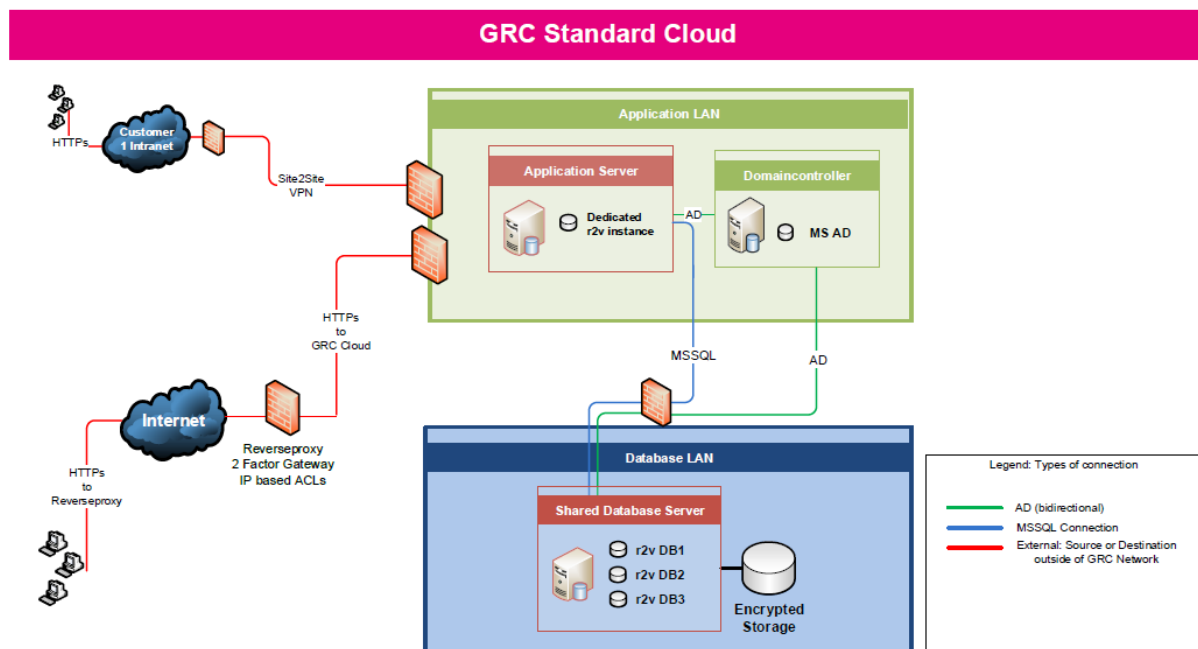 GRC Standard Cloud
Application LAN
Customer
1 Intranet
HTTPs
Site2Site
VPN
Application Server
Dedicated
r2v instance
AD
Domaincontroller
MS AD
HTTPs
to
GRC Cloud
MSSQL
AD
Internet
Reverseproxy
2 Factor Gateway
IP based ACLs
HTTPs
to
Reverseproxy
Database LAN
Shared Database Server
r2v DB1
r2v DB2
r2v DB3
Encrypted
Storage
Legend: Types of connection
AD (bidirectional)
MSSQL Connection
External: Source or Destination
outside of GRC Network